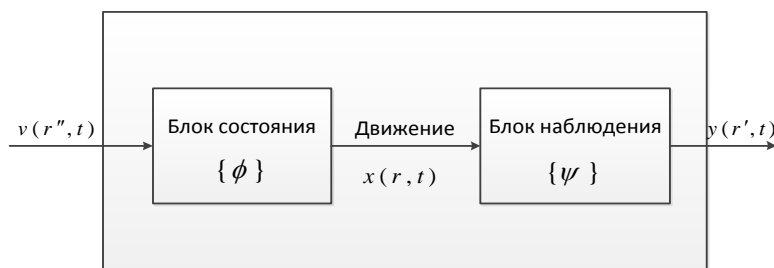 v(r″,t)
Блок состояния
{ϕ}
Движение
x(r,t)
Блок наблюдения
{ψ}
y(r′,t)